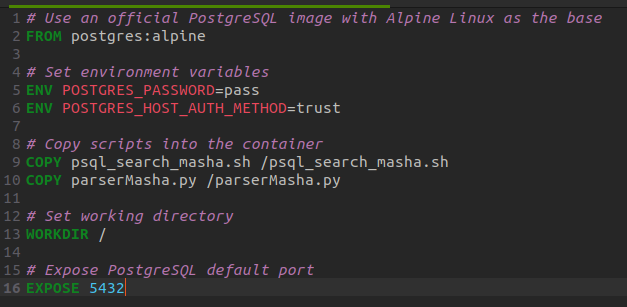 1 # Use an official PostgreSQL image with Alpine Linux as the base
2 FROM postgres:alpine
3
4 # Set environment variables
5 ENV POSTGRES_PASSWORD=pass
6 ENV POSTGRES_HOST_AUTH_METHOD=trust
7
8 # Copy scripts into the container
9 COPY psql_search_masha.sh /psql_search_masha.sh
10 COPY parserMasha.py /parserMasha.py
11
12 # Set working directory
13 WORKDIR /
14
15 # Expose PostgreSQL default port
16 EXPOSE 5432